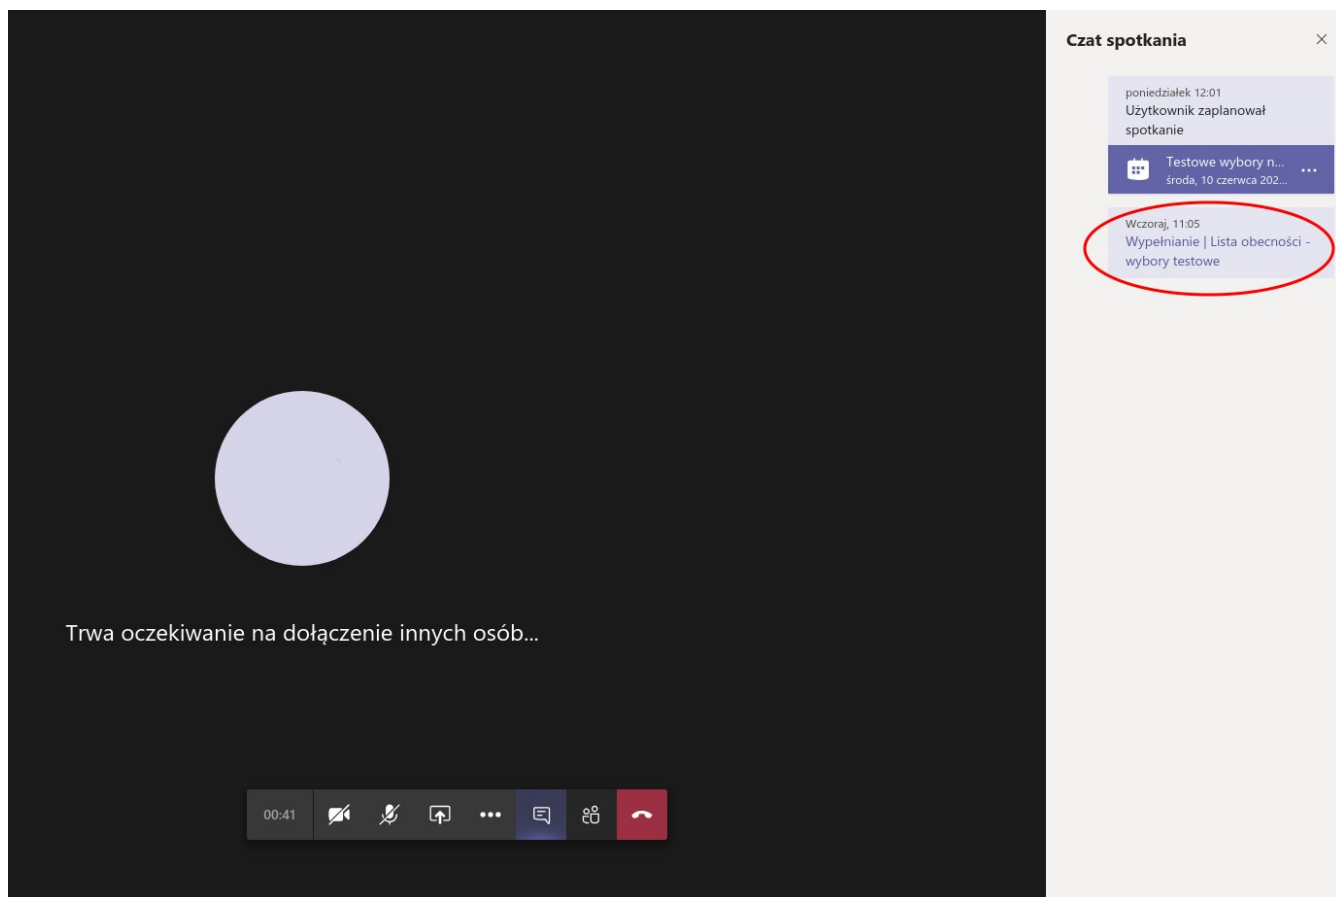 Czat spotkania
poniedziałek 12:01
Użytkownik zaplanował
spotkanie
Testowe wybory n...
środa, 10 czerwca 202...
Wczoraj, 11:05
Wypełnianie | Lista obecności -
wybory testowe
Trwa oczekiwanie na dołączenie innych osób...
00:41